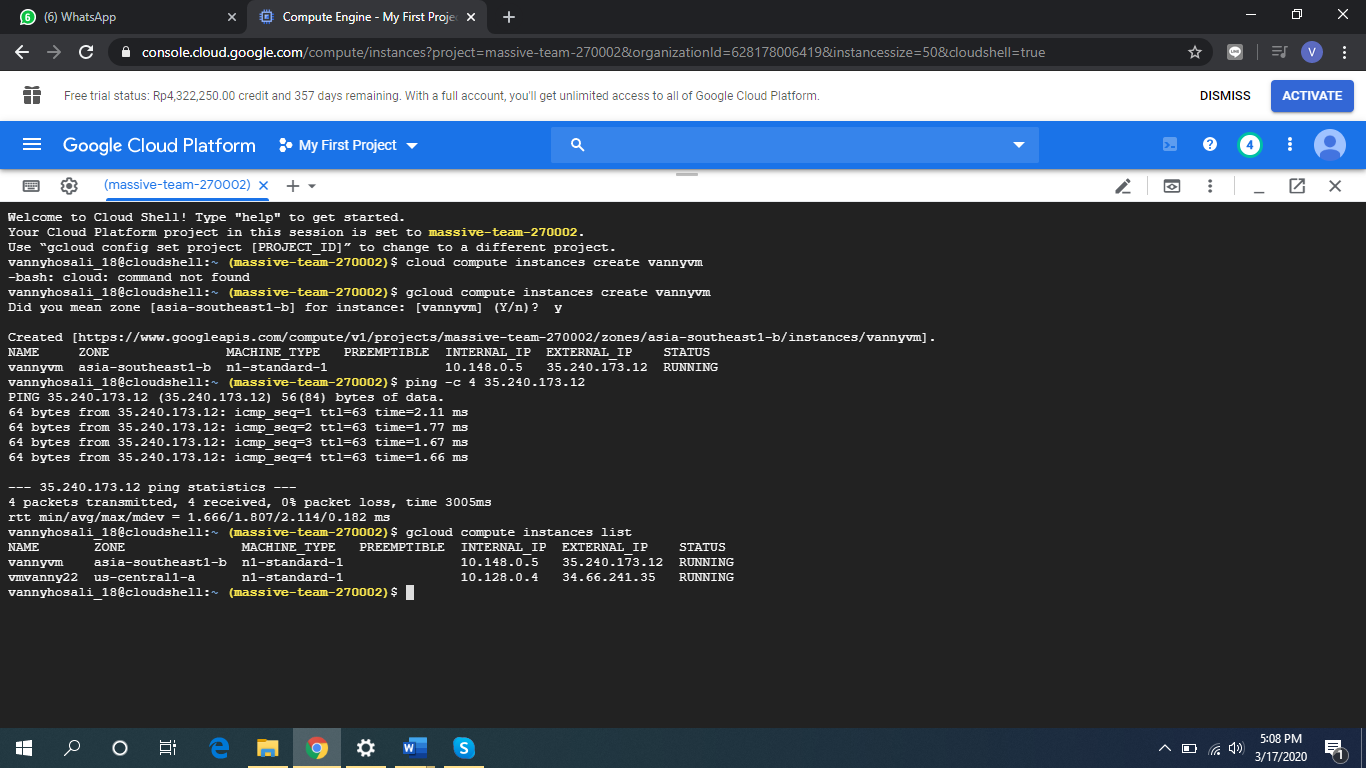 6
(6) WhatsApp
Compute Engine - My First Proje
console.cloud.google.com/compute/instances?project=massive-team-270002&organizationId=628178006419&instancessize=50&cloudshell=true
V
Free trial status: Rp4,322,250.00 credit and 357 days remaining. With a full account, you'll get unlimited access to all of Google Cloud Platform.
DISMISS
ACTIVATE
Google Cloud Platform
My First Project
?
4
(massive-team-270002)
Welcome to Cloud Shell! Type "help" to get started.
Your Cloud Platform project in this session is set to massive-team-270002.
Use “gcloud config set project [PROJECT_ID]” to change to a different project.
vannyhosali_18@cloudshell:~ (massive-team-270002)$ cloud compute instances create vannyvm
-bash: cloud: command not found
vannyhosali_18@cloudshell:~ (massive-team-270002)$ gcloud compute instances create vannyvm
Did you mean zone [asia-southeast1-b] for instance: [vannyvm] (Y/n)?  y
Created [https://www.googleapis.com/compute/v1/projects/massive-team-270002/zones/asia-southeast1-b/instances/vannyvm].
NAME     ZONE               MACHINE_TYPE   PREEMPTIBLE  INTERNAL_IP  EXTERNAL_IP    STATUS
vannyvm  asia-southeast1-b  n1-standard-1               10.148.0.5   35.240.173.12  RUNNING
vannyhosali_18@cloudshell:~ (massive-team-270002)$ ping -c 4 35.240.173.12
PING 35.240.173.12 (35.240.173.12) 56(84) bytes of data.
64 bytes from 35.240.173.12: icmp_seq=1 ttl=63 time=2.11 ms
64 bytes from 35.240.173.12: icmp_seq=2 ttl=63 time=1.77 ms
64 bytes from 35.240.173.12: icmp_seq=3 ttl=63 time=1.67 ms
64 bytes from 35.240.173.12: icmp_seq=4 ttl=63 time=1.66 ms
--- 35.240.173.12 ping statistics ---
4 packets transmitted, 4 received, 0% packet loss, time 3005ms
rtt min/avg/max/mdev = 1.666/1.807/2.114/0.182 ms
vannyhosali_18@cloudshell:~ (massive-team-270002)$ gcloud compute instances list
NAME       ZONE               MACHINE_TYPE   PREEMPTIBLE  INTERNAL_IP  EXTERNAL_IP    STATUS
vannyvm    asia-southeast1-b  n1-standard-1               10.148.0.5   35.240.173.12  RUNNING
vmvanny22  us-central1-a      n1-standard-1               10.128.0.4   34.66.241.35   RUNNING
vannyhosali_18@cloudshell:~ (massive-team-270002)$
5:08 PM
3/17/2020
1